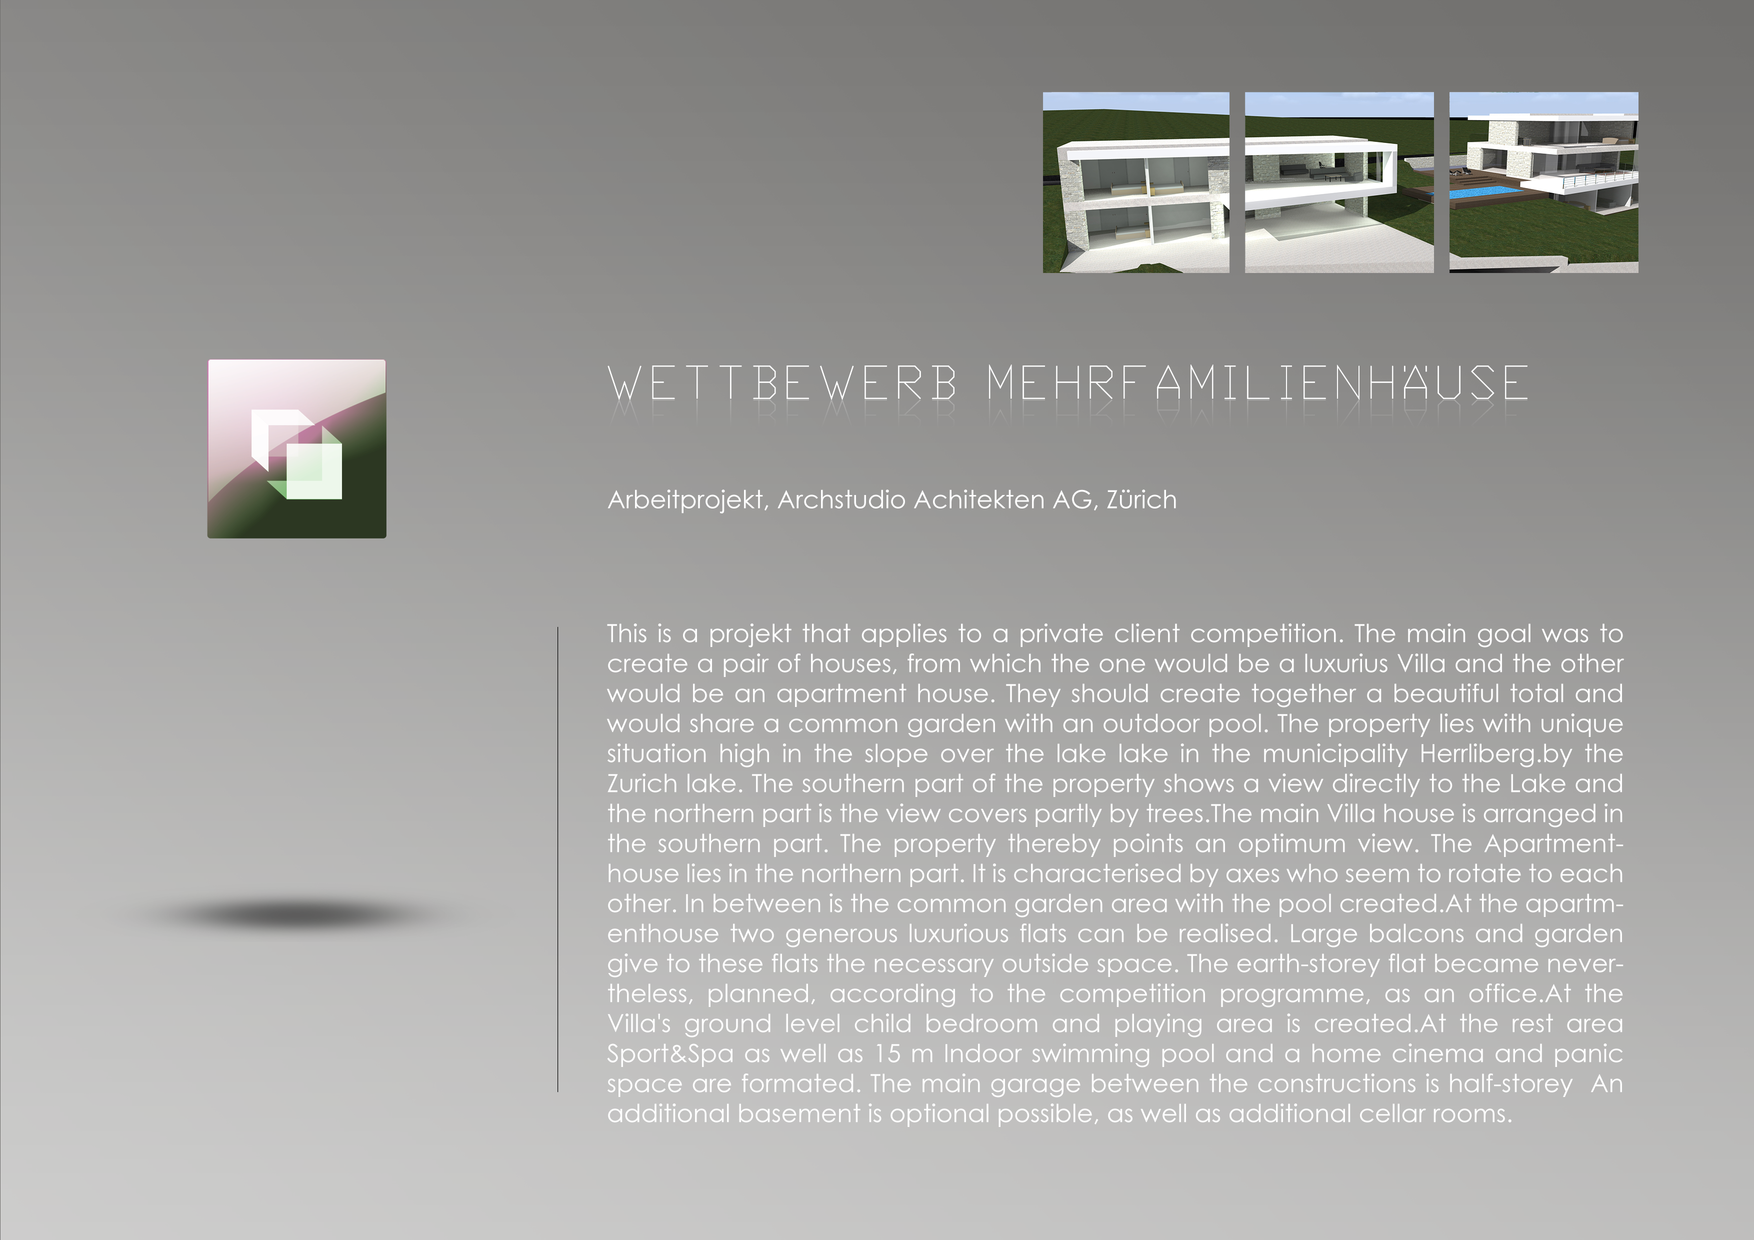 WETTBEWERB MEHRFAMILIENHÄUSE
Arbeitprojekt, Archstudio Achitekten AG, Zürich
This is a projekt that applies to a private client competition. The main goal was to
create a pair of houses, from which the one would be a luxurius Villa and the other
would be an apartment house. They should create together a beautiful total and
would share a common garden with an outdoor pool. The property lies with unique
situation high in the slope over the lake lake in the municipality Herrliberg.by the
Zurich lake. The southern part of the property shows a view directly to the Lake and
the northern part is the view covers partly by trees.The main Villa house is arranged in
the southern part. The property thereby points an optimum view. The Apartment-
house lies in the northern part. It is characterised by axes who seem to rotate to each
other. In between is the common garden area with the pool created.At the apartm-
enthouse two generous luxurious flats can be realised. Large balcons and garden
give to these flats the necessary outside space. The earth-storey flat became never-
theless, planned, according to the competition programme, as an office.At the
Villa's ground level child bedroom and playing area is created.At the rest area
Sport&Spa as well as 15 m Indoor swimming pool and a home cinema and panic
space are formated. The main garage between the constructions is half-storey  An
additional basement is optional possible, as well as additional cellar rooms.